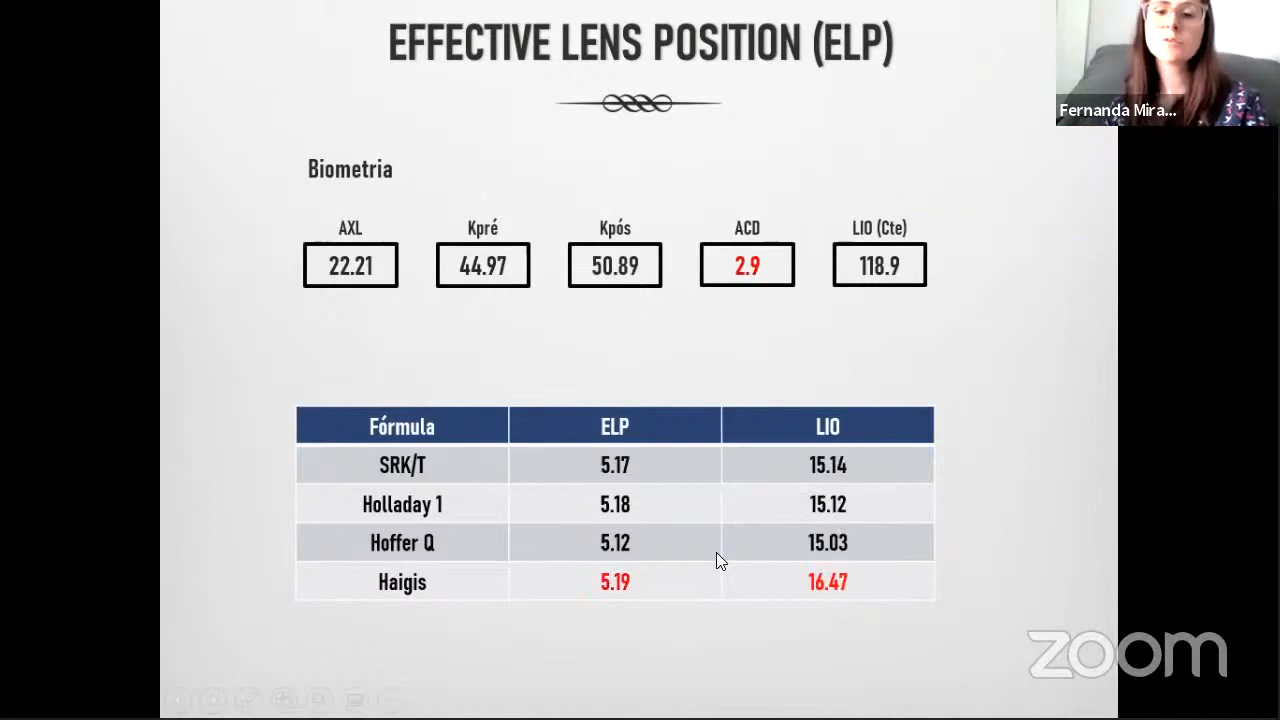 EFFECTIVE LENS POSITION (ELP)
Fernanda Mira...
Biometria
AXL Kpré Kpós ACD LIO (Cte)
22.21 44.97 50.89 2.9 118.9
Fórmula ELP LIO
SRK/T 5.17 15.14
Holladay 1 5.18 15.12
Hoffer Q 5.12 15.03
Haigis 5.19 16.47
zoom